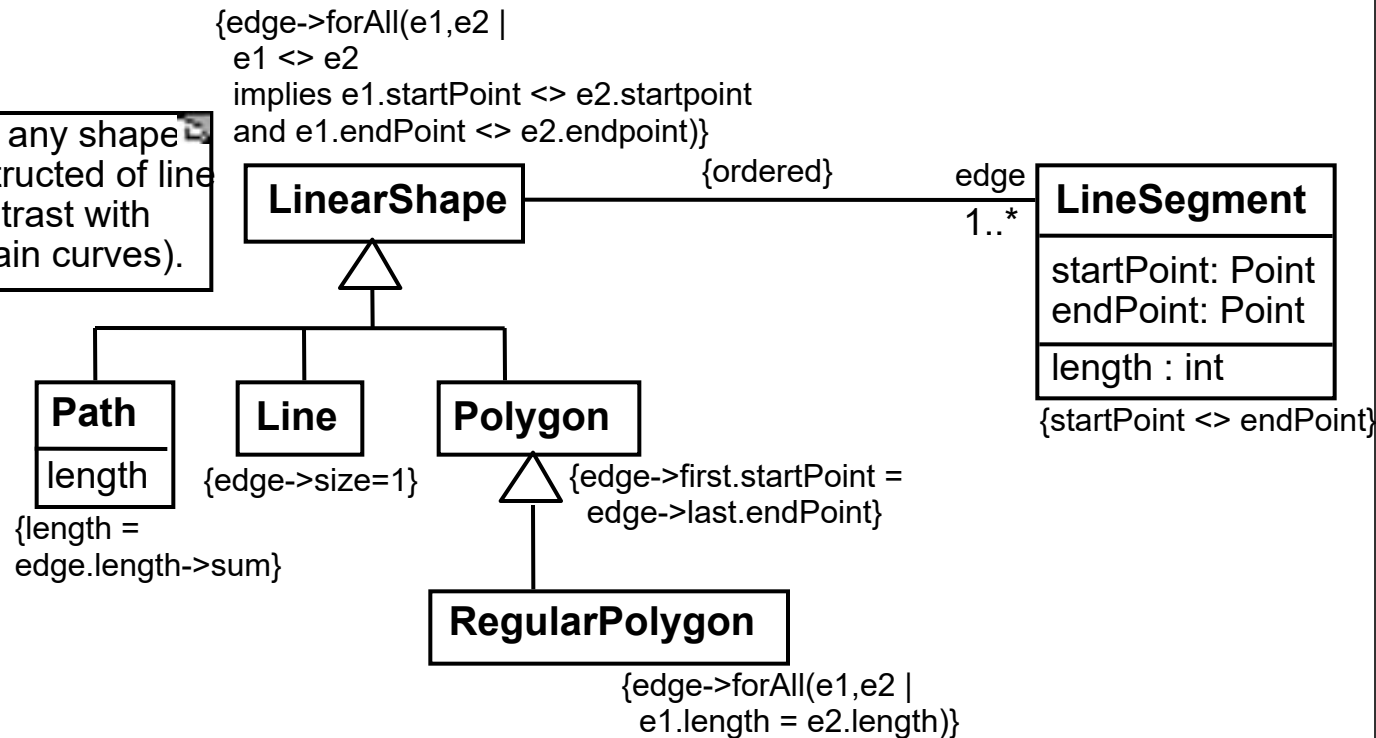 {edge->forAll(e1,e2 |
e1 <> e2
implies e1.startPoint <> e2.startpoint
and e1.endPoint <> e2.endpoint)}
any shape
tructed of line
trast with
ain curves).
LinearShape
{ordered}
edge
1..*
LineSegment
startPoint: Point
endPoint: Point
length : int
{startPoint <> endPoint}
Path
length
{length =
edge.length->sum}
Line
{edge->size=1}
Polygon
{edge->first.startPoint =
edge->last.endPoint}
RegularPolygon
{edge->forAll(e1,e2 |
e1.length = e2.length)}